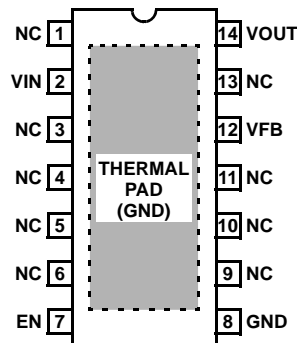 NC 1 14 VOUT
VIN 2 13 NC
NC 3 12 VFB
NC 4 11 NC
THERMAL
PAD
(GND)
NC 5 10 NC
NC 6 9 NC
EN 7 8 GND